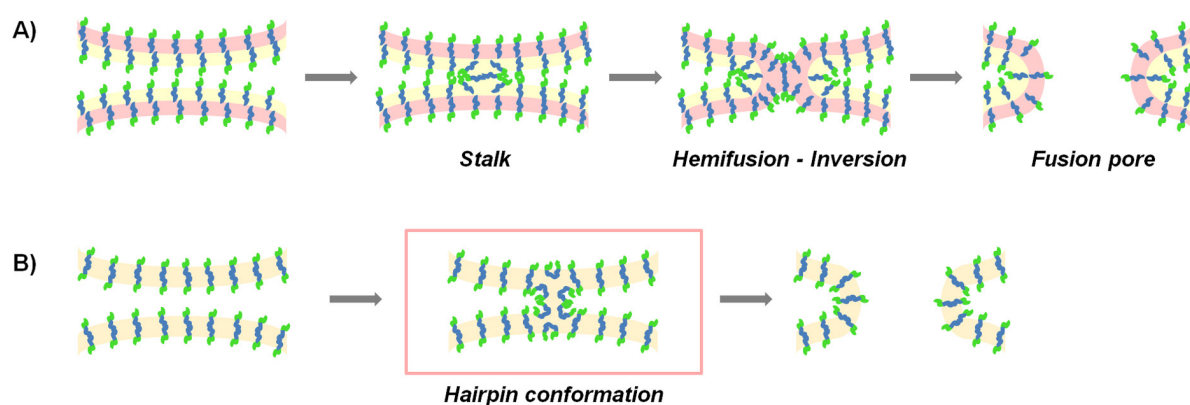 A)
Stalk
Hemifusion - Inversion
Fusion pore
B)
Hairpin conformation